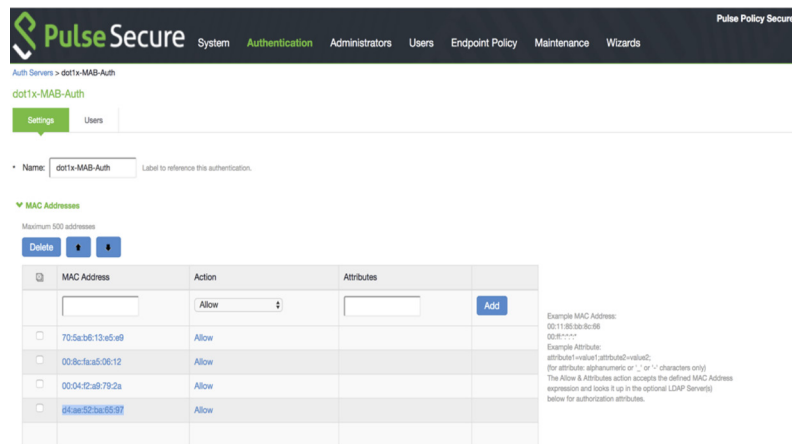 Pulse Policy Secure
Pulse Secure System Authentication Administrators Users Endpoint Policy Maintenance Wizards
Auth Servers > dot1x-MAB-Auth
dot1x-MAB-Auth
Settings Users
* Name: dot1x-MAB-Auth Label to reference this authentication.
MAC Addresses
Maximum 500 addresses
Delete
MAC Address Action Attributes
Allow Add
70:5a:b6:13:e5:e9 Allow
00:8c:fa:a5:06:12 Allow
00:04:f2:a9:79:2a Allow
d4:ae:52:ba:65:97 Allow
Example MAC Address:
00:11:85:bb:8c:66
00:ff:*:*:*:*
Example Attribute:
attribute1=value1;attrbute2=value2;
(for attribute: alphanumeric or '_' or '-' characters only)
The Allow & Attributes action accepts the defined MAC Address
expression and looks it up in the optional LDAP Server(s)
below for authorization attributes.